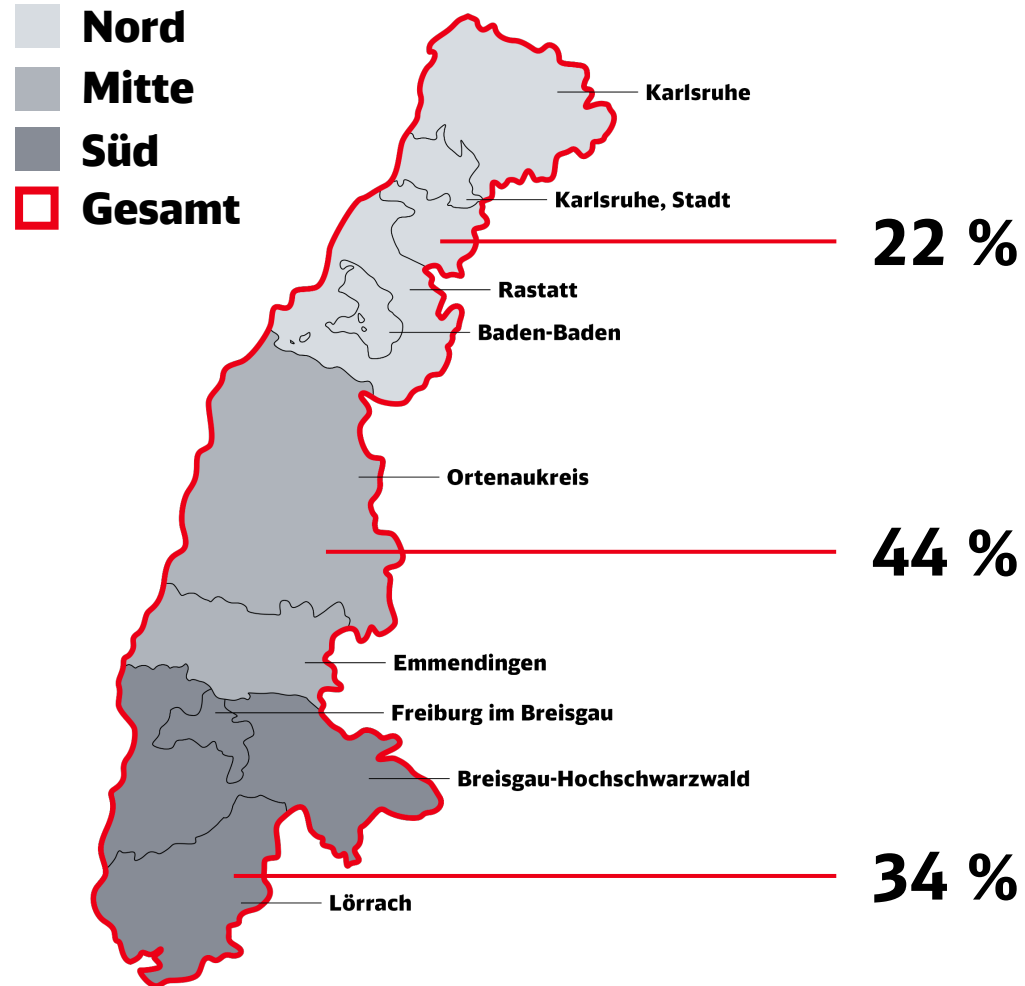 Nord
Mitte
Süd
Gesamt
Karlsruhe
Karlsruhe, Stadt
22 %
Rastatt
Baden-Baden
Ortenaukreis
44 %
Emmendingen
Freiburg im Breisgau
Breisgau-Hochschwarzwald
34 %
Lörrach